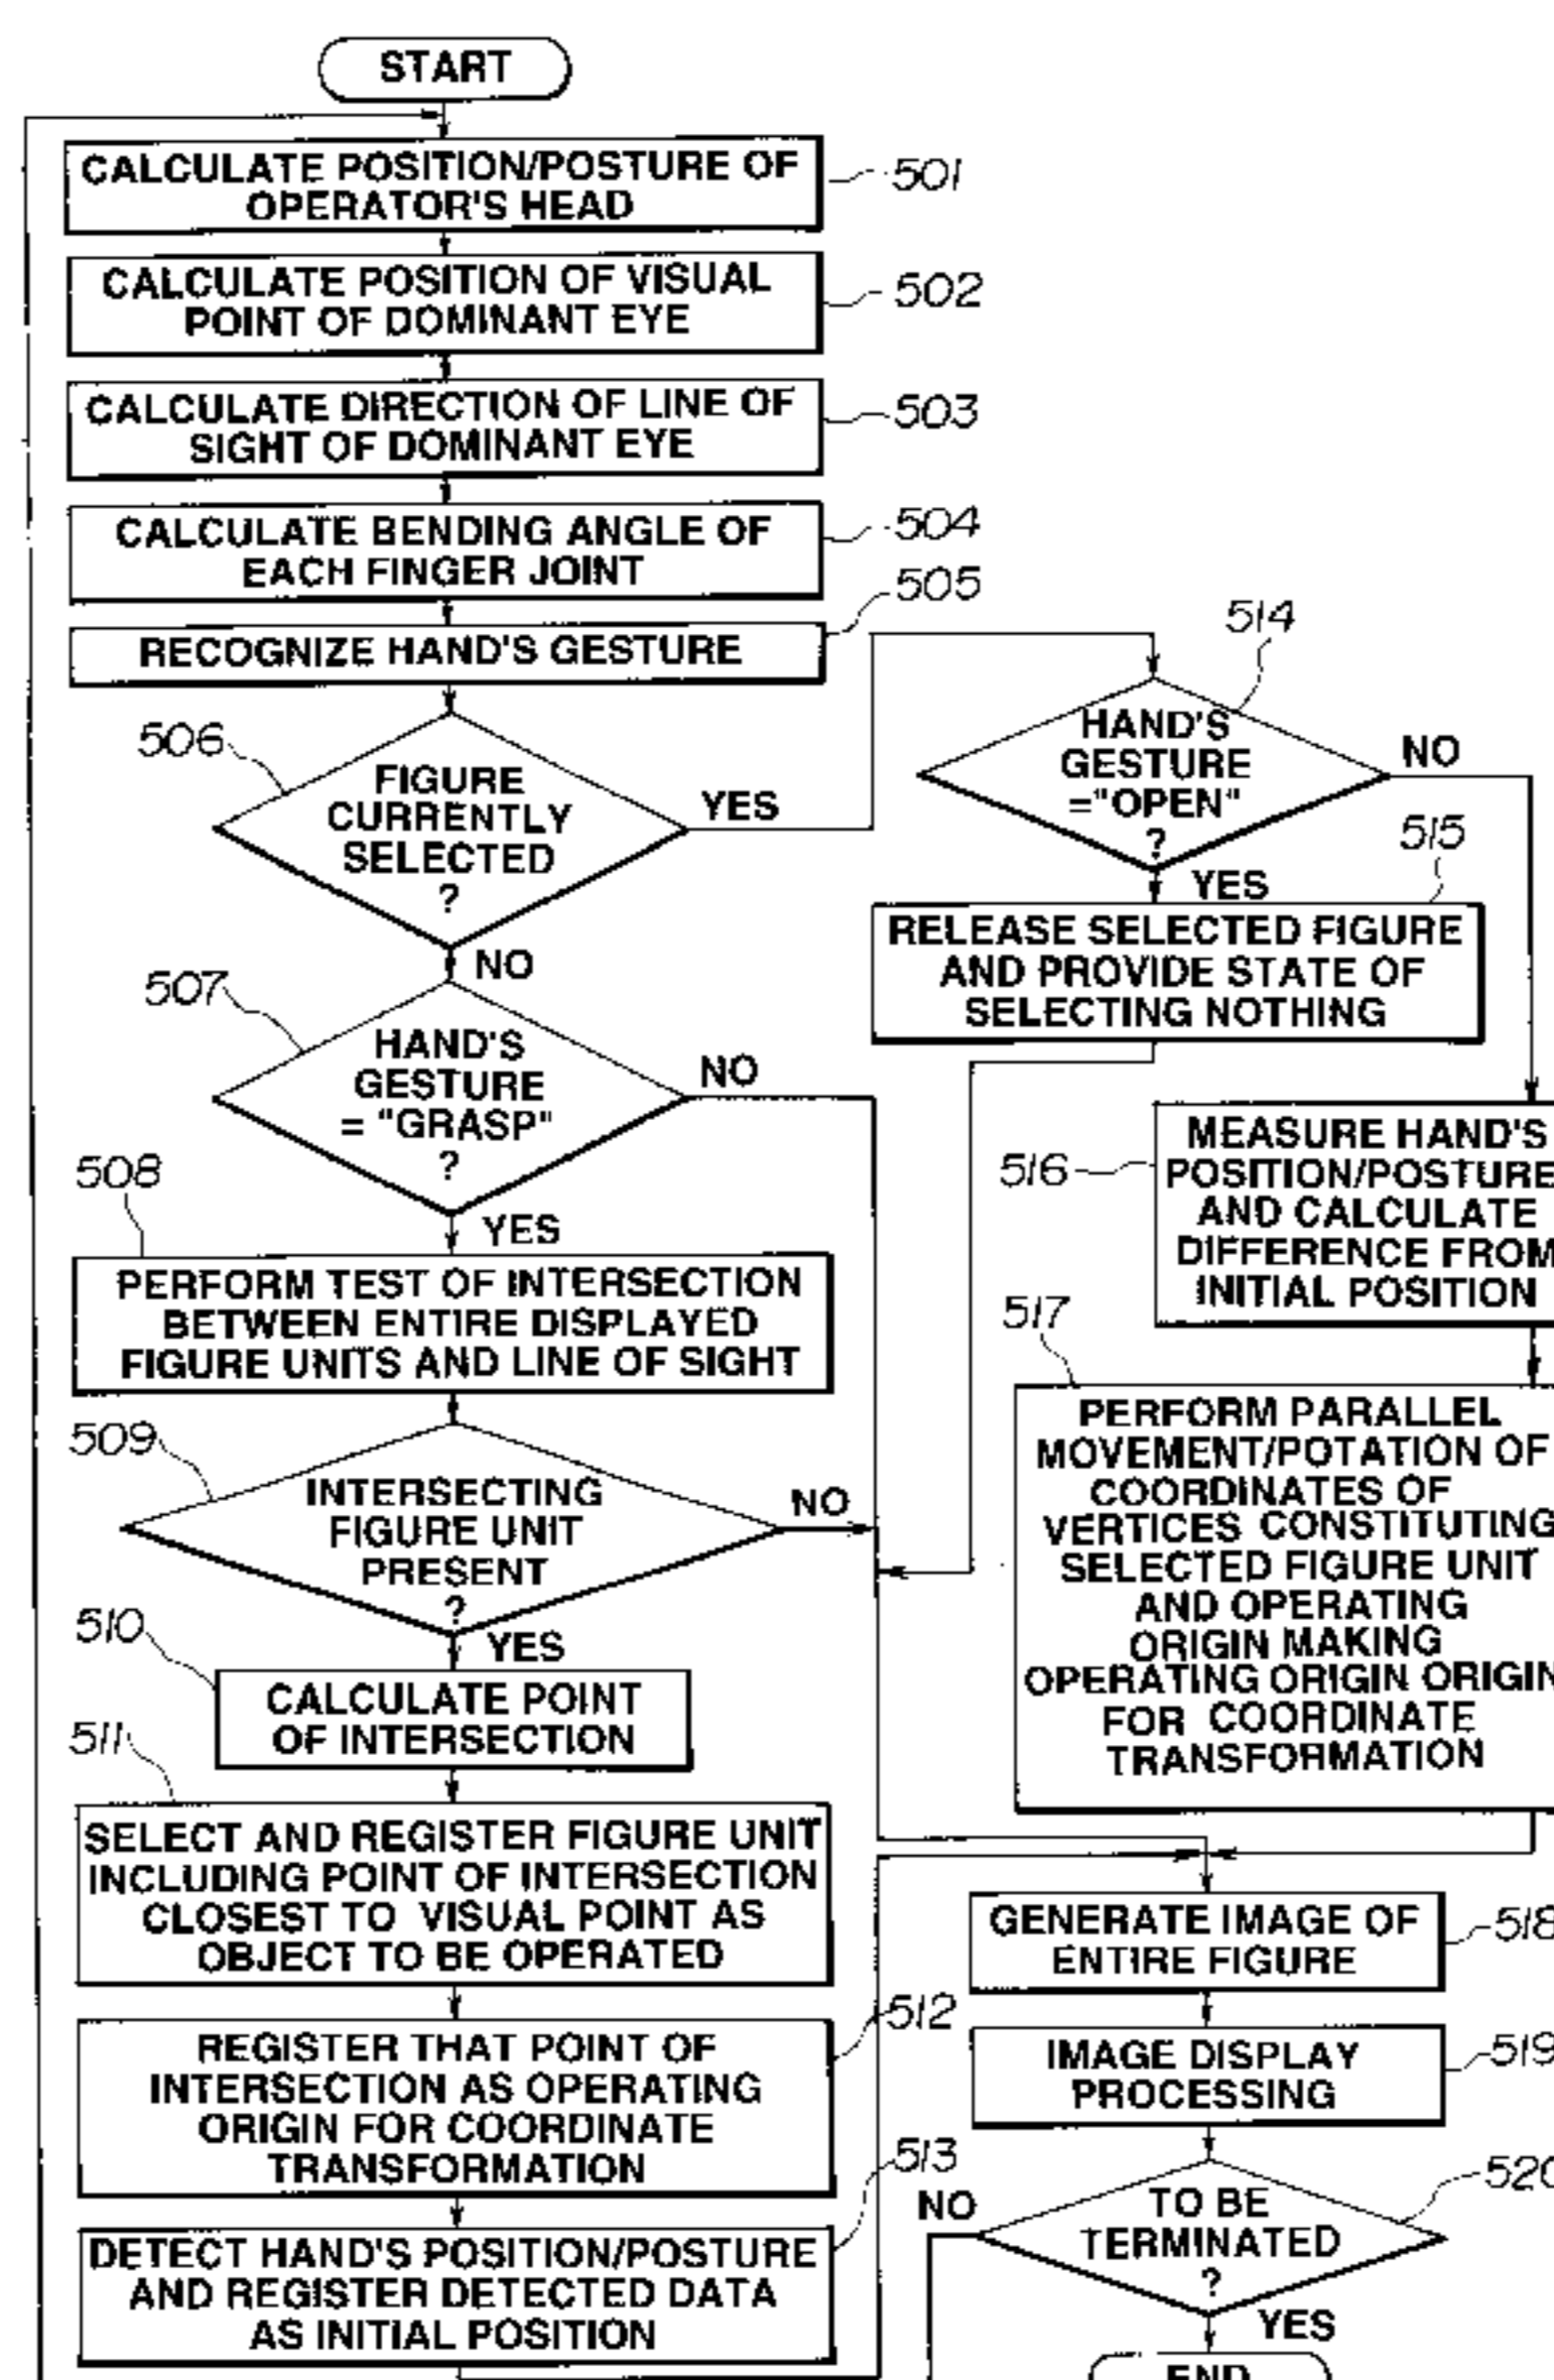 START
CALCULATE POSITION/POSTURE OF
OPERATOR'S HEAD
501
CALCULATE POSITION OF VISUAL
POINT OF DOMINANT EYE
502
CALCULATE DIRECTION OF LINE OF
SIGHT OF DOMINANT EYE
503
CALCULATE BENDING ANGLE OF
EACH FINGER JOINT
504
RECOGNIZE HAND'S GESTURE
505
506
FIGURE
CURRENTLY
SELECTED
?
YES
NO
507
HAND'S
GESTURE
= "GRASP"
?
NO
YES
508
PERFORM TEST OF INTERSECTION
BETWEEN ENTIRE DISPLAYED
FIGURE UNITS AND LINE OF SIGHT
509
INTERSECTING
FIGURE UNIT
PRESENT
?
NO
YES
510
CALCULATE POINT
OF INTERSECTION
511
SELECT AND REGISTER FIGURE UNIT
INCLUDING POINT OF INTERSECTION
CLOSEST TO VISUAL POINT AS
OBJECT TO BE OPERATED
512
REGISTER THAT POINT OF
INTERSECTION AS OPERATING
ORIGIN FOR COORDINATE
TRANSFORMATION
513
DETECT HAND'S POSITION/POSTURE
AND REGISTER DETECTED DATA
AS INITIAL POSITION
514
HAND'S
GESTURE
="OPEN"
?
NO
YES
515
RELEASE SELECTED FIGURE
AND PROVIDE STATE OF
SELECTING NOTHING
516
MEASURE HAND'S
POSITION/POSTURE
AND CALCULATE
DIFFERENCE FROM
INITIAL POSITION
517
PERFORM PARALLEL
MOVEMENT/POTATION OF
COORDINATES OF
VERTICES CONSTITUTING
SELECTED FIGURE UNIT
AND OPERATING
ORIGIN MAKING
OPERATING ORIGIN ORIGIN
FOR COORDINATE
TRANSFORMATION
GENERATE IMAGE OF
ENTIRE FIGURE
518
IMAGE DISPLAY
PROCESSING
519
520
TO BE
TERMINATED
?
NO
YES
END